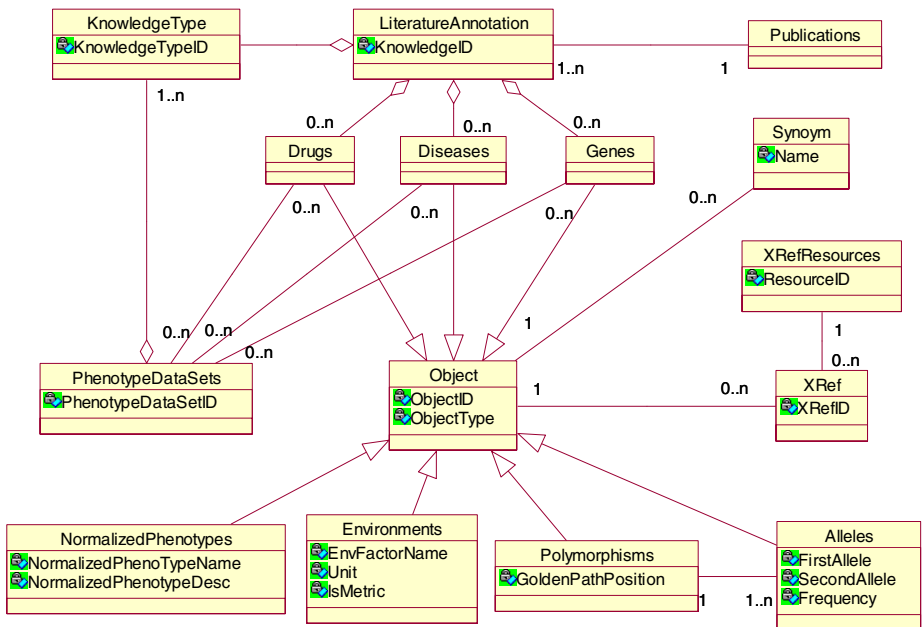 KnowledgeType
KnowledgeTypeID
LiteratureAnnotation
KnowledgeID
Publications
1..n
1..n
1
0..n
0..n
0..n
Drugs
Diseases
Genes
Synoym
Name
0..n
0..n
0..n
0..n
XRefResources
ResourceID
1
1
0..n
0..n
0..n
0..n
PhenotypeDataSets
PhenotypeDataSetID
Object
ObjectID
ObjectType
1
0..n
XRef
XRefID
NormalizedPhenotypes
NormalizedPhenoTypeName
NormalizedPhenotypeDesc
Environments
EnvFactorName
Unit
IsMetric
Polymorphisms
GoldenPathPosition
1
1..n
Alleles
FirstAllele
SecondAllele
Frequency